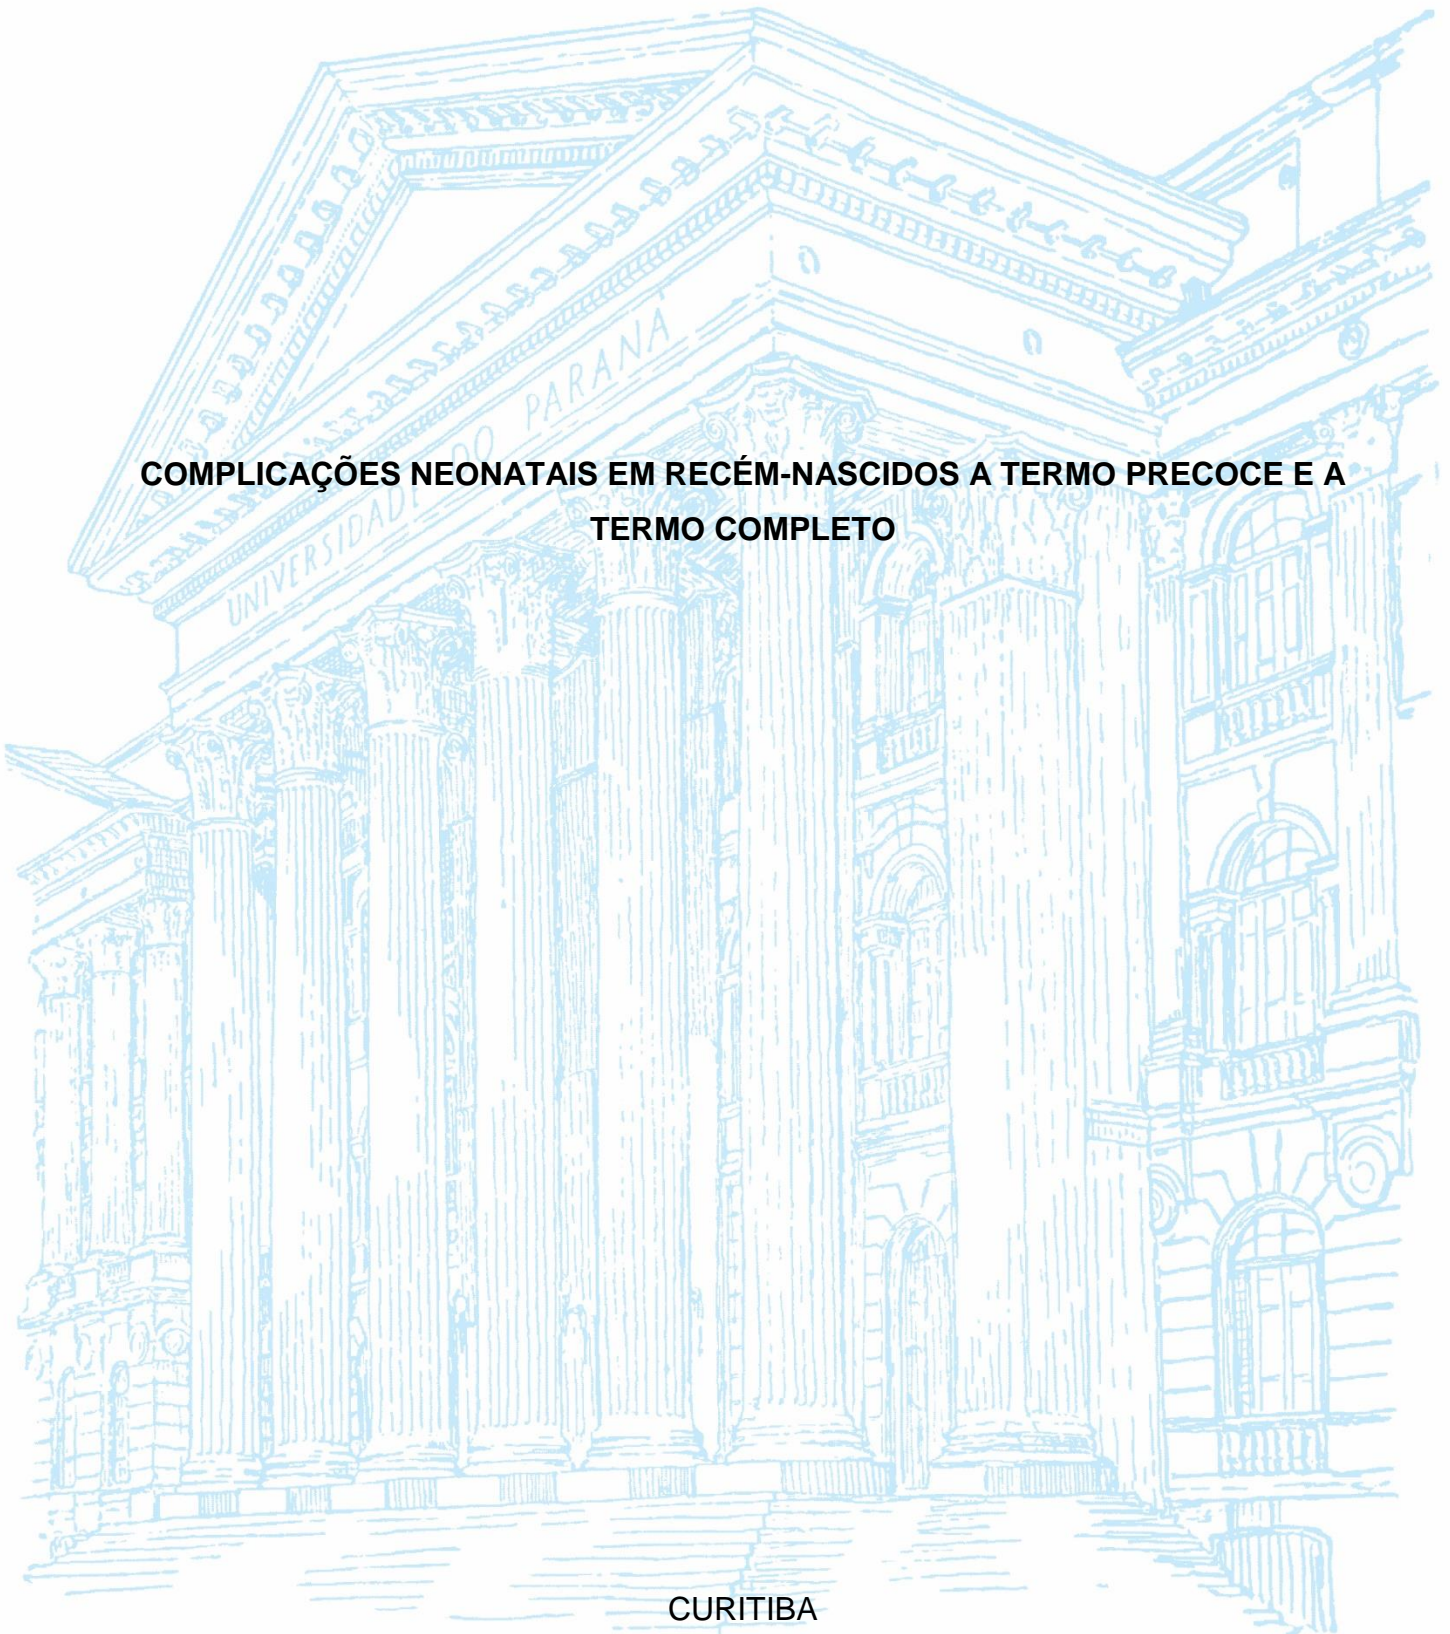 UNIVERSIDADE DO PARANÁ
COMPLICAÇÕES NEONATAIS EM RECÉM-NASCIDOS A TERMO PRECOCE E A
TERMO COMPLETO
CURITIBA